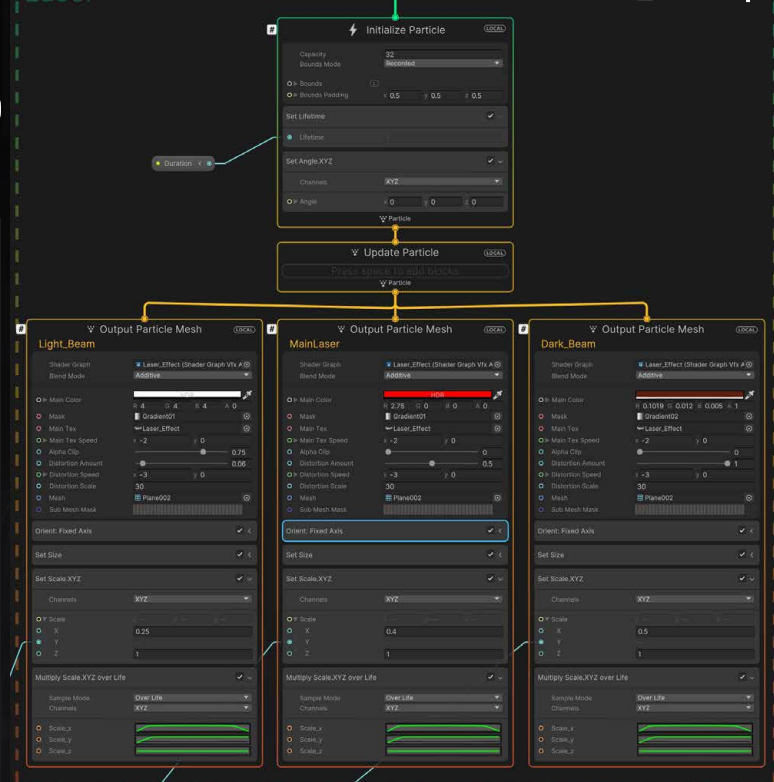 # Initialize Particle LOCAL
Capacity 32
Bounds Mode Recorded
Bounds
Bounds Padding x 0.5 y 0.5 z 0.5
Set Lifetime
Lifetime
Duration
Set Angle.XYZ
Channels XYZ
Angle x 0 y 0 z 0
Particle
Update Particle LOCAL
Press space to add blocks
Particle
# Output Particle Mesh LOCAL
Light_Beam
Shader Graph Laser_Effect (Shader Graph Vfx A
Blend Mode Additive
HDR
Main Color R 4 G 4 B 4 A 0
Mask Gradient01
Main Tex Laser_Effect
Main Tex Speed x -2 y 0
Alpha Clip 0.75
Distortion Amount 0.06
Distortion Speed x -3 y 0
Distortion Scale 30
Mesh Plane002
Sub Mesh Mask
Orient: Fixed Axis
Set Size
Set Scale.XYZ
Channels XYZ
Scale
X 0.25
Y
Z 1
Multiply Scale.XYZ over Life
Sample Mode Over Life
Channels XYZ
Scale_x
Scale_y
Scale_z
# Output Particle Mesh LOCAL
MainLaser
Shader Graph Laser_Effect (Shader Graph Vfx A
Blend Mode Additive
HDR
Main Color R 2.75 G 0 B 0 A 0
Mask Gradient01
Main Tex Laser_Effect
Main Tex Speed x -2 y 0
Alpha Clip 0
Distortion Amount 0.5
Distortion Speed x -3 y 0
Distortion Scale 30
Mesh Plane002
Sub Mesh Mask
Orient: Fixed Axis
Set Size
Set Scale.XYZ
Channels XYZ
Scale
X 0.4
Y
Z 1
Multiply Scale.XYZ over Life
Sample Mode Over Life
Channels XYZ
Scale_x
Scale_y
Scale_z
# Output Particle Mesh LOCAL
Dark_Beam
Shader Graph Laser_Effect (Shader Graph Vfx A
Blend Mode Additive
Main Color R 0.1019 G 0.012 B 0.005 A 1
Mask Gradient02
Main Tex Laser_Effect
Main Tex Speed x -2 y 0
Alpha Clip 0
Distortion Amount 1
Distortion Speed x -3 y 0
Distortion Scale 30
Mesh Plane002
Sub Mesh Mask
Orient: Fixed Axis
Set Size
Set Scale.XYZ
Channels XYZ
Scale
X 0.5
Y
Z 1
Multiply Scale.XYZ over Life
Sample Mode Over Life
Channels XYZ
Scale_x
Scale_y
Scale_z